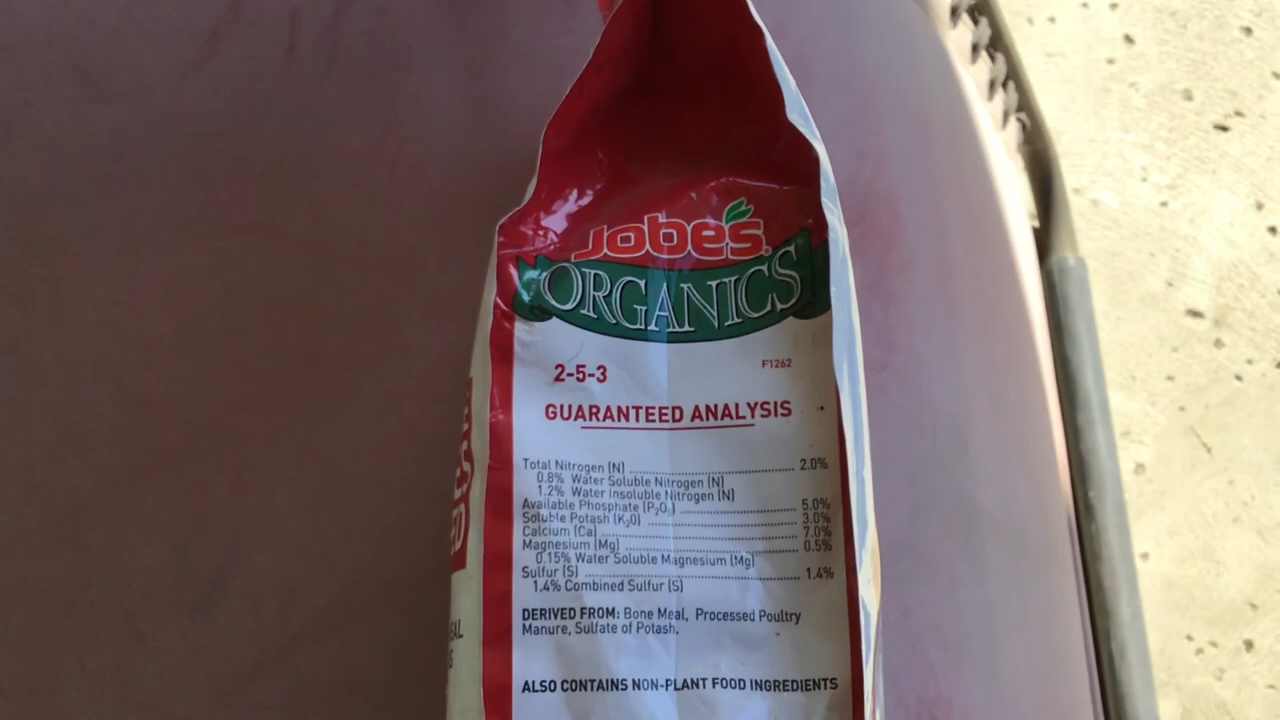 Jobe's®
ORGANICS
2-5-3
F1262
GUARANTEED ANALYSIS
Total Nitrogen (N) 2.0%
0.8% Water Soluble Nitrogen (N)
1.2% Water Insoluble Nitrogen (N)
Available Phosphate (P₂O₅) 5.0%
Soluble Potash (K₂O) 3.0%
Calcium (Ca) 7.0%
Magnesium (Mg) 0.5%
0.15% Water Soluble Magnesium (Mg)
Sulfur (S) 1.4%
1.4% Combined Sulfur (S)
DERIVED FROM: Bone Meal, Processed Poultry
Manure, Sulfate of Potash.
ALSO CONTAINS NON-PLANT FOOD INGREDIENTS